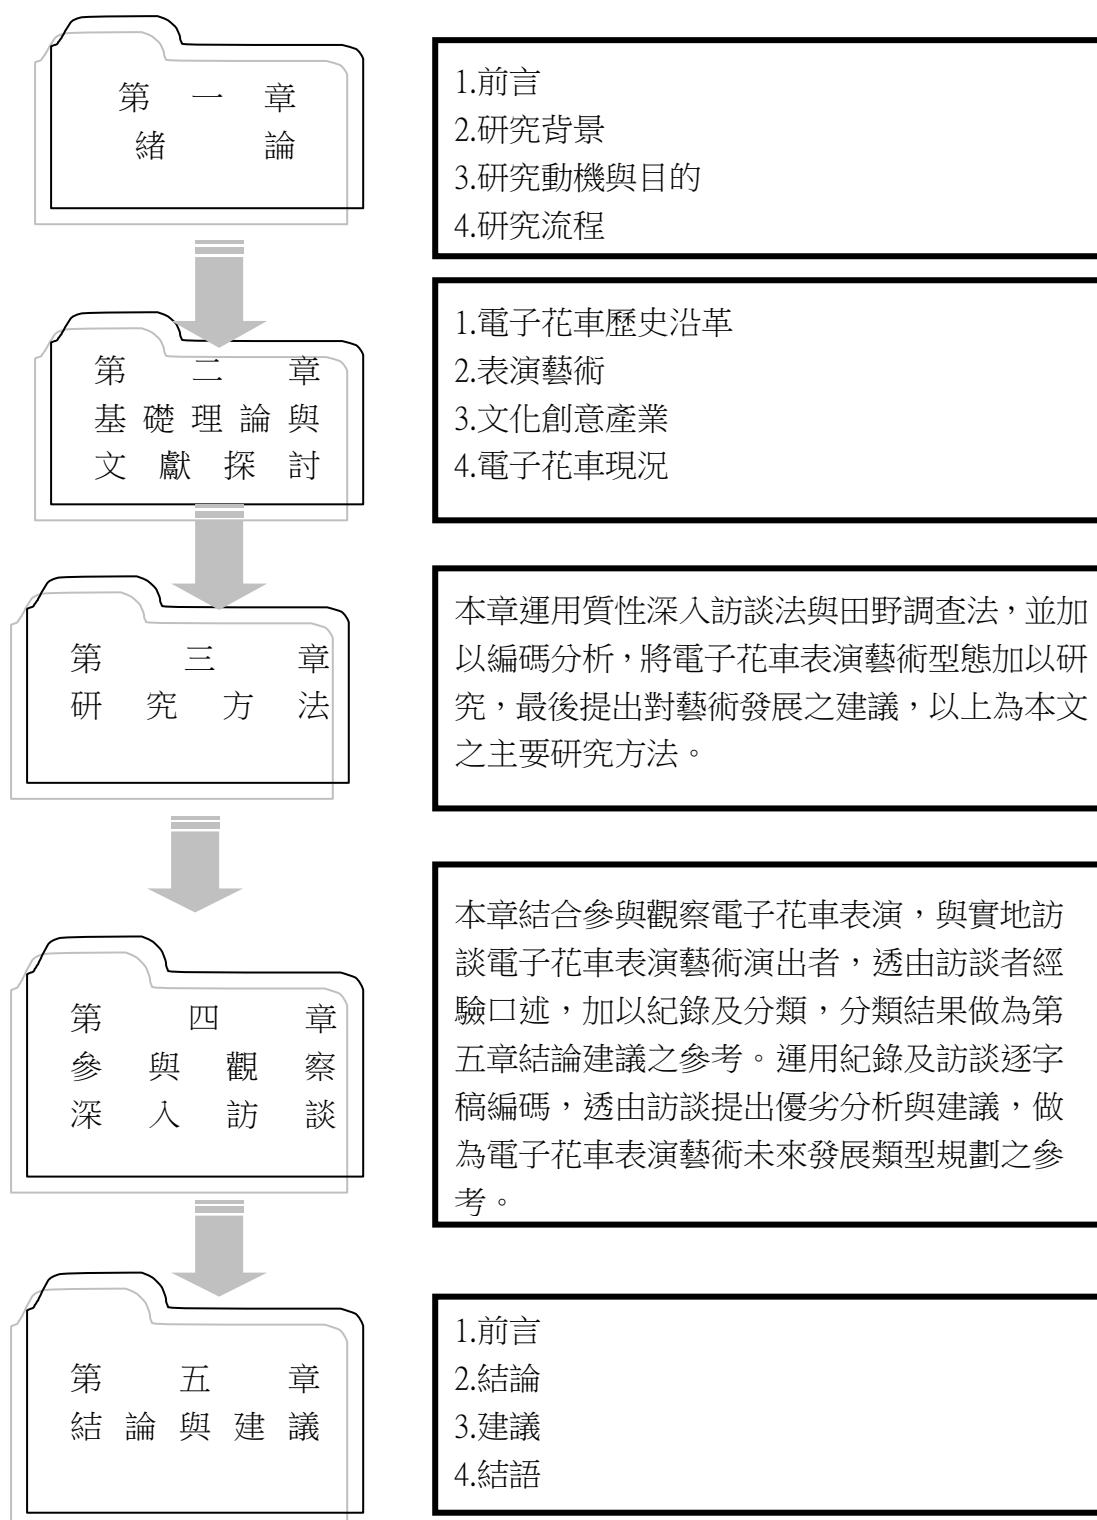 第一章
緒論
1.前言
2.研究背景
3.研究動機與目的
4.研究流程
第二章
基礎理論與
文獻探討
1.電子花車歷史沿革
2.表演藝術
3.文化創意產業
4.電子花車現況
第三章
研究方法
本章運用質性深入訪談法與田野調查法，並加
以編碼分析，將電子花車表演藝術型態加以研
究，最後提出對藝術發展之建議，以上為本文
之主要研究方法。
第四章
參與觀察
深入訪談
本章結合參與觀察電子花車表演，與實地訪
談電子花車表演藝術演出者，透由訪談者經
驗口述，加以紀錄及分類，分類結果做為第
五章結論建議之參考。運用紀錄及訪談逐字
稿編碼，透由訪談提出優劣分析與建議，做
為電子花車表演藝術未來發展類型規劃之參
考。
第五章
結論與建議
1.前言
2.結論
3.建議
4.結語